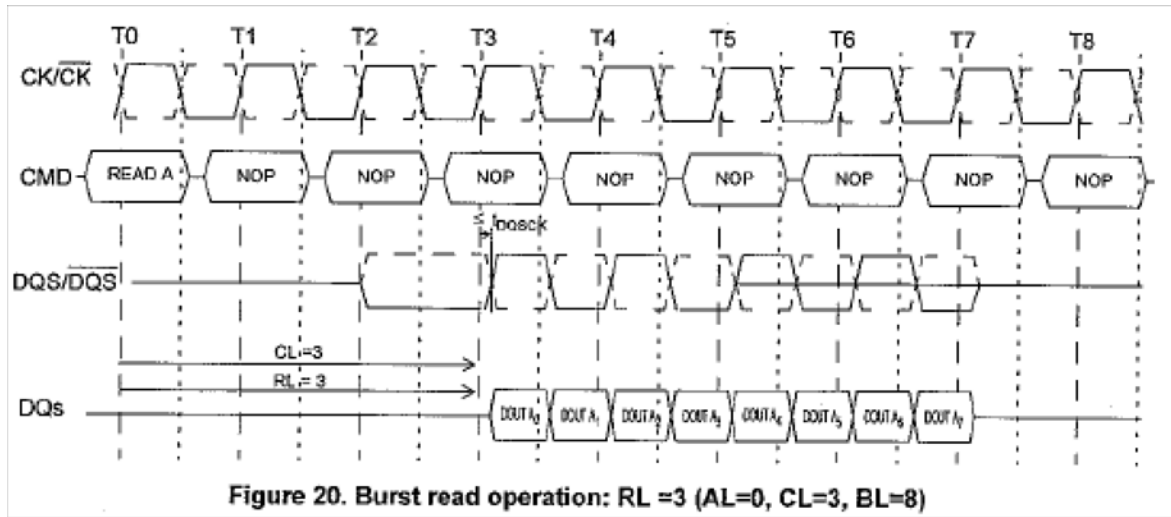 T0 T1 T2 T3 T4 T5 T6 T7 T8
CK/CK
CMD READ A NOP NOP NOP NOP NOP NOP NOP NOP
tDQSCK
DQS/DQS
CL =3
RL = 3
DQs DOUT A0 DOUT A1 DOUT A2 DOUT A3 DOUT A4 DOUT A5 DOUT A6 DOUT A7
Figure 20. Burst read operation: RL =3 (AL=0, CL=3, BL=8)